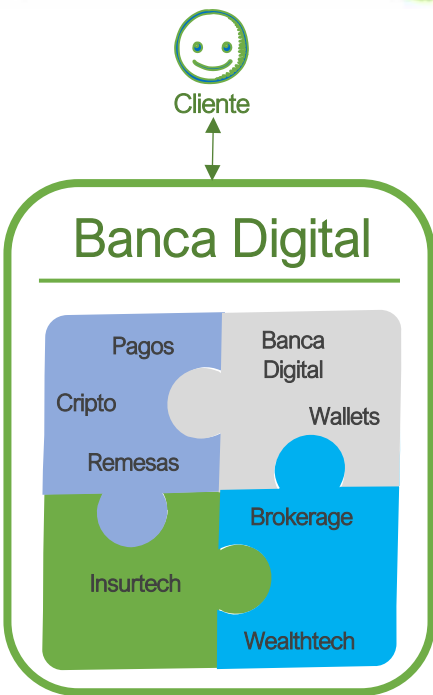 Cliente
Banca Digital
Pagos
Cripto
Remesas
Banca
Digital
Wallets
Insurtech
Brokerage
Wealthtech